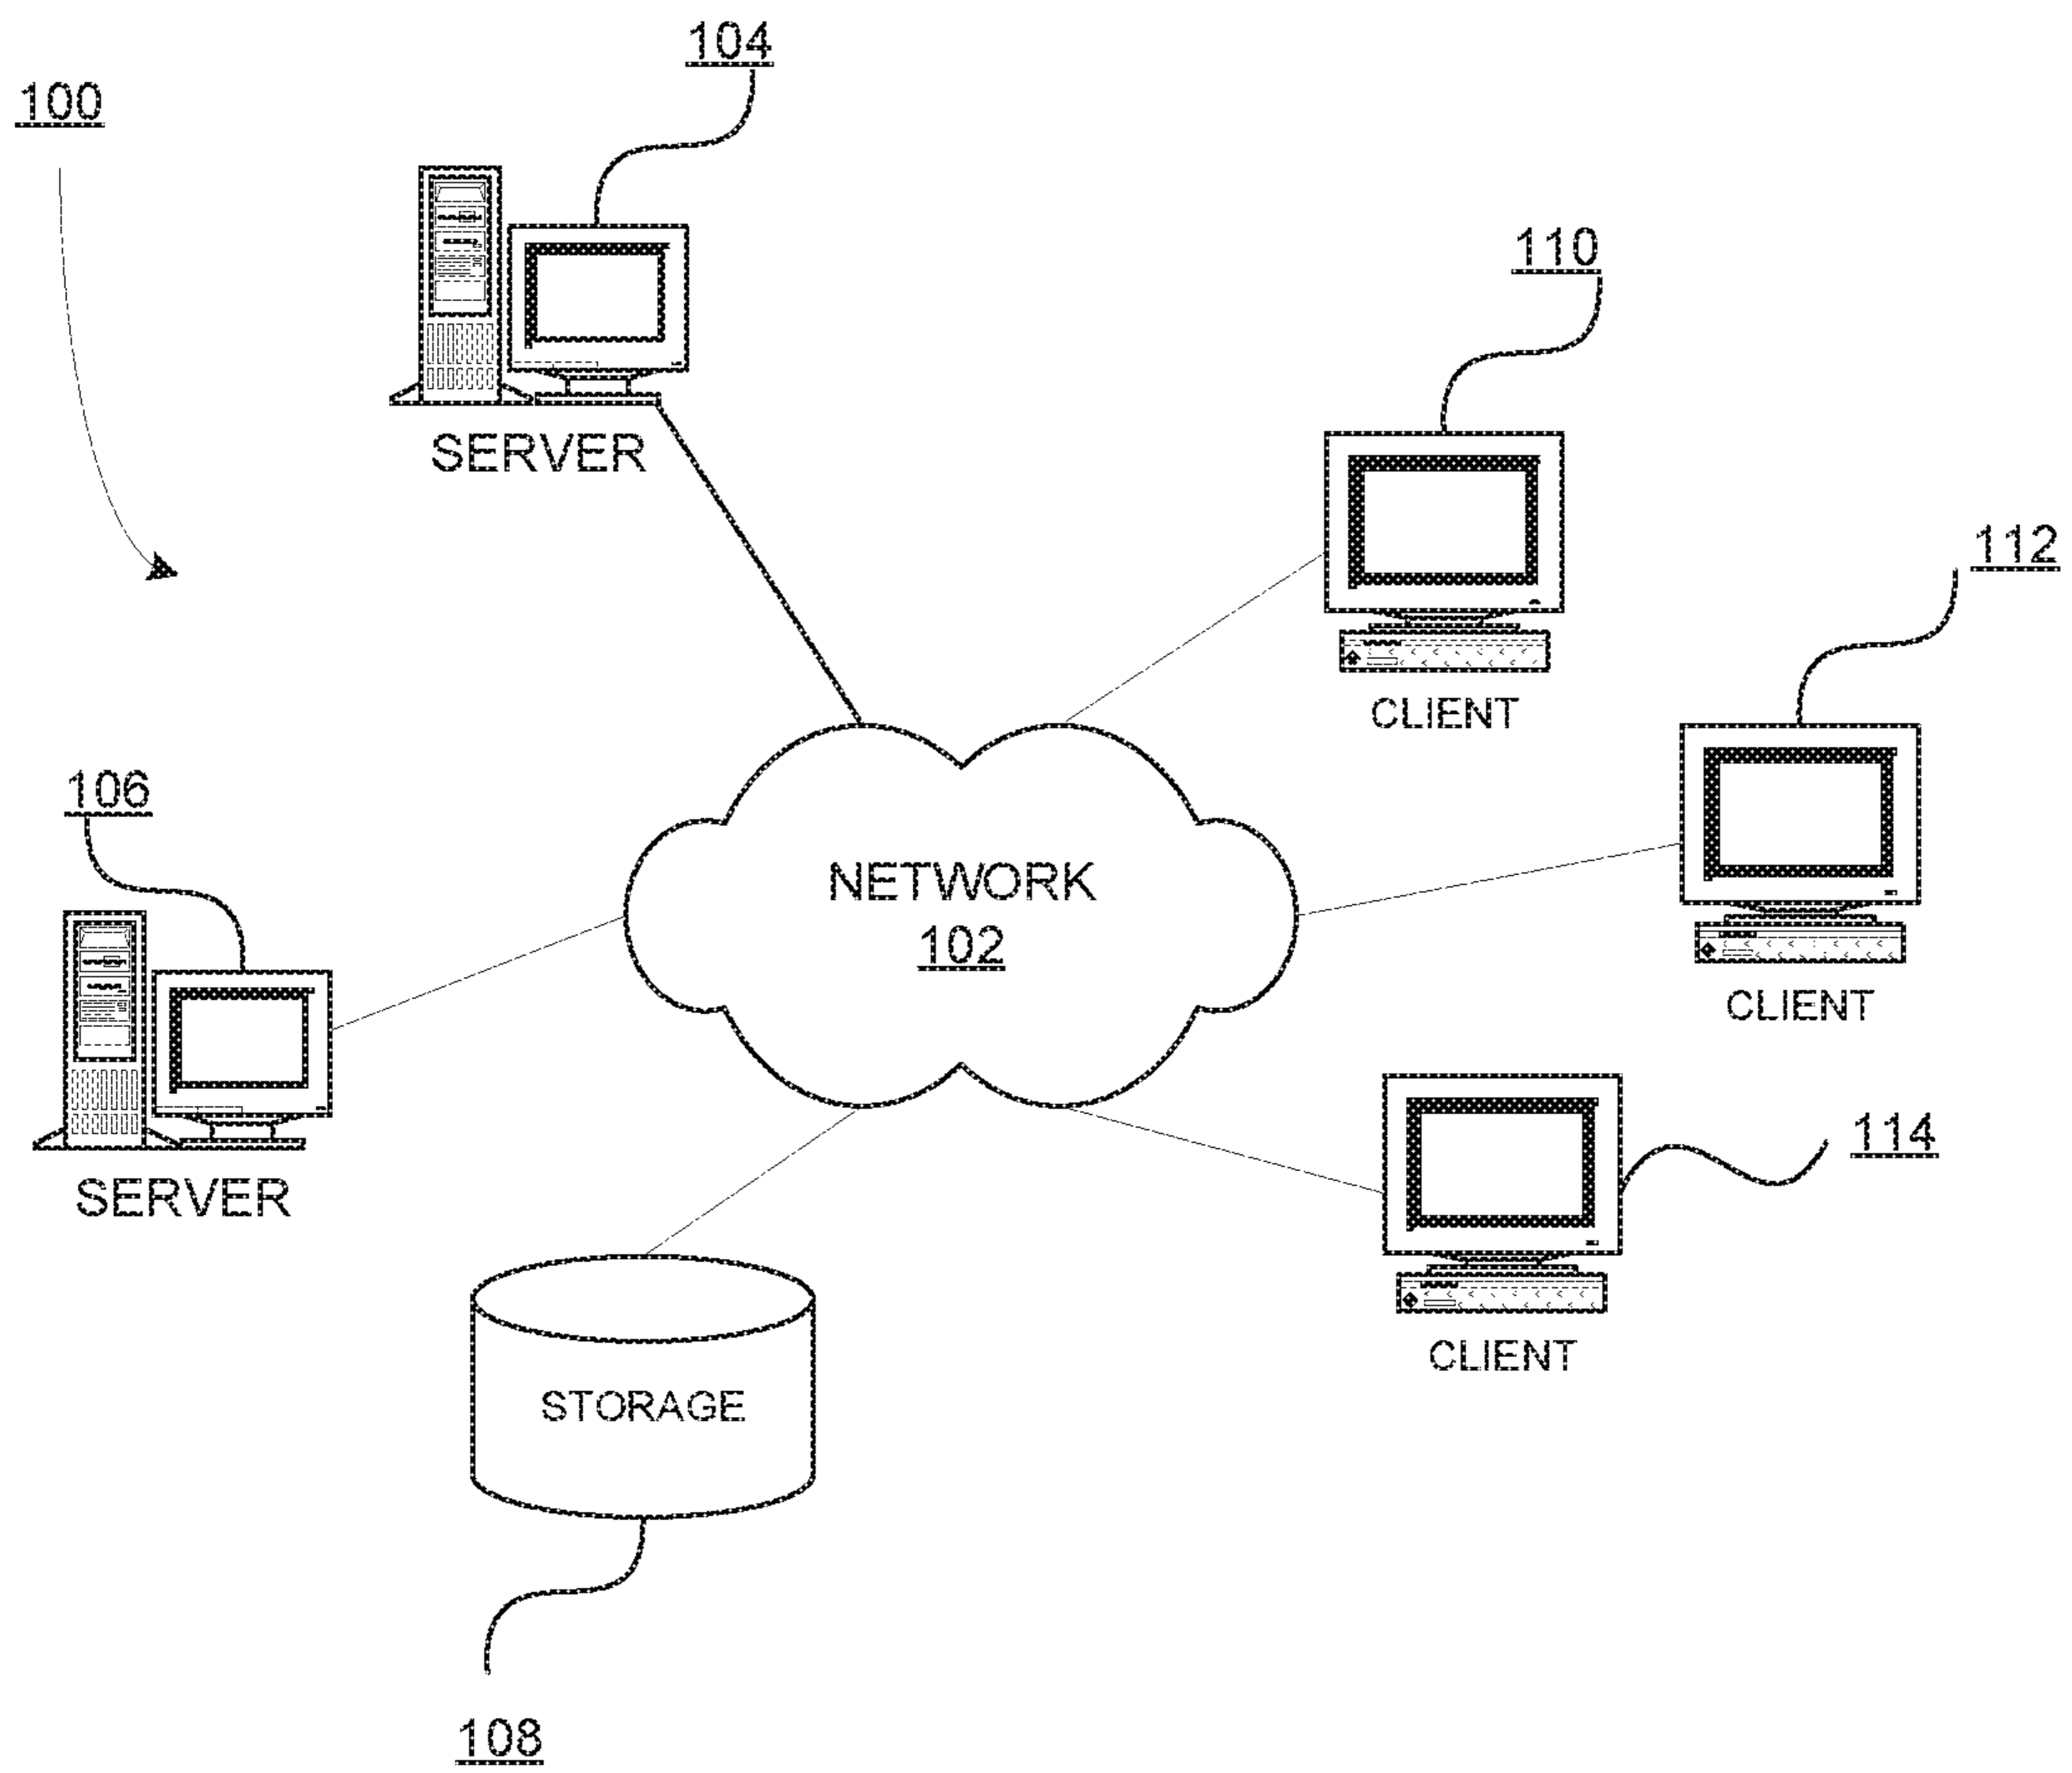 104
100
110
SERVER
112
CLIENT
106
NETWORK
102
CLIENT
114
SERVER
CLIENT
STORAGE
108